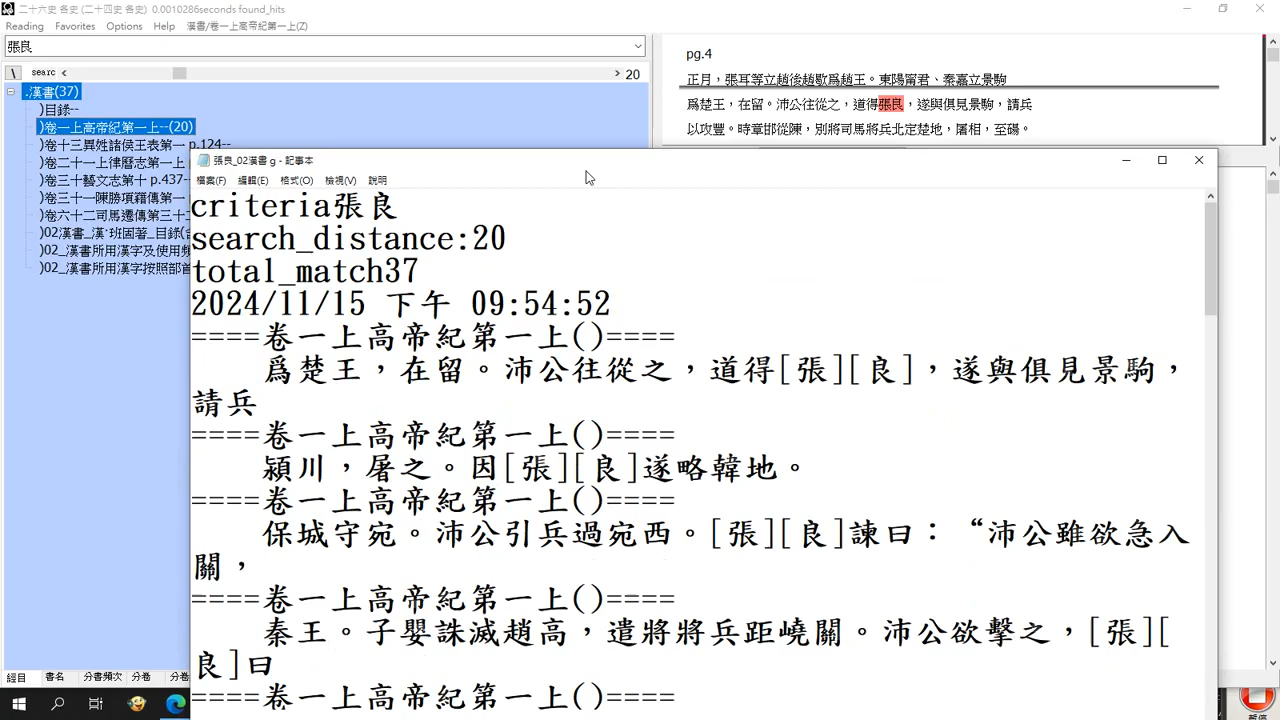 二十六史 各史 (二十四史 各史) 0.0010286seconds found_hits
Reading Favorites Options Help 漢書/卷一上高帝紀第一上(Z)
張良
\ searc < > 20
.漢書(37)
)目錄--
)卷一上高帝紀第一上--(20)
)卷十三異姓諸侯王表第一 p.124--
)卷二十一上律曆志第一上 p
)卷三十藝文志第十 p.437--
)卷三十一陳勝項籍傳第一
)卷六十二司馬遷傳第三十
)02漢書_漢·班固著_目錄(
)02_漢書所用漢字及使用頻
)02_漢書所用漢字按照部首
經目 書名 分書頻次 分卷 分卷
pg.4
正月，張耳等立趙後趙歇爲趙王。東陽甯君、秦嘉立景駒
爲楚王，在留。沛公往從之，道得張良，遂與俱見景駒，請兵
以攻豐。時章邯從陳，別將司馬將兵北定楚地，屠相，至碭。
張良_02漢書 g - 記事本
檔案(F) 編輯(E) 格式(O) 檢視(V) 說明
criteria張良
search_distance:20
total_match37
2024/11/15 下午 09:54:52
====卷一上高帝紀第一上()====
爲楚王，在留。沛公往從之，道得[張][良]，遂與俱見景駒，
請兵
====卷一上高帝紀第一上()====
潁川，屠之。因[張][良]遂略韓地。
====卷一上高帝紀第一上()====
保城守宛。沛公引兵過宛西。[張][良]諫曰：“沛公雖欲急入
關，
====卷一上高帝紀第一上()====
秦王。子嬰誅滅趙高，遣將將兵距嶢關。沛公欲擊之，[張][
良]曰
====卷一上高帝紀第一上()====
暫停